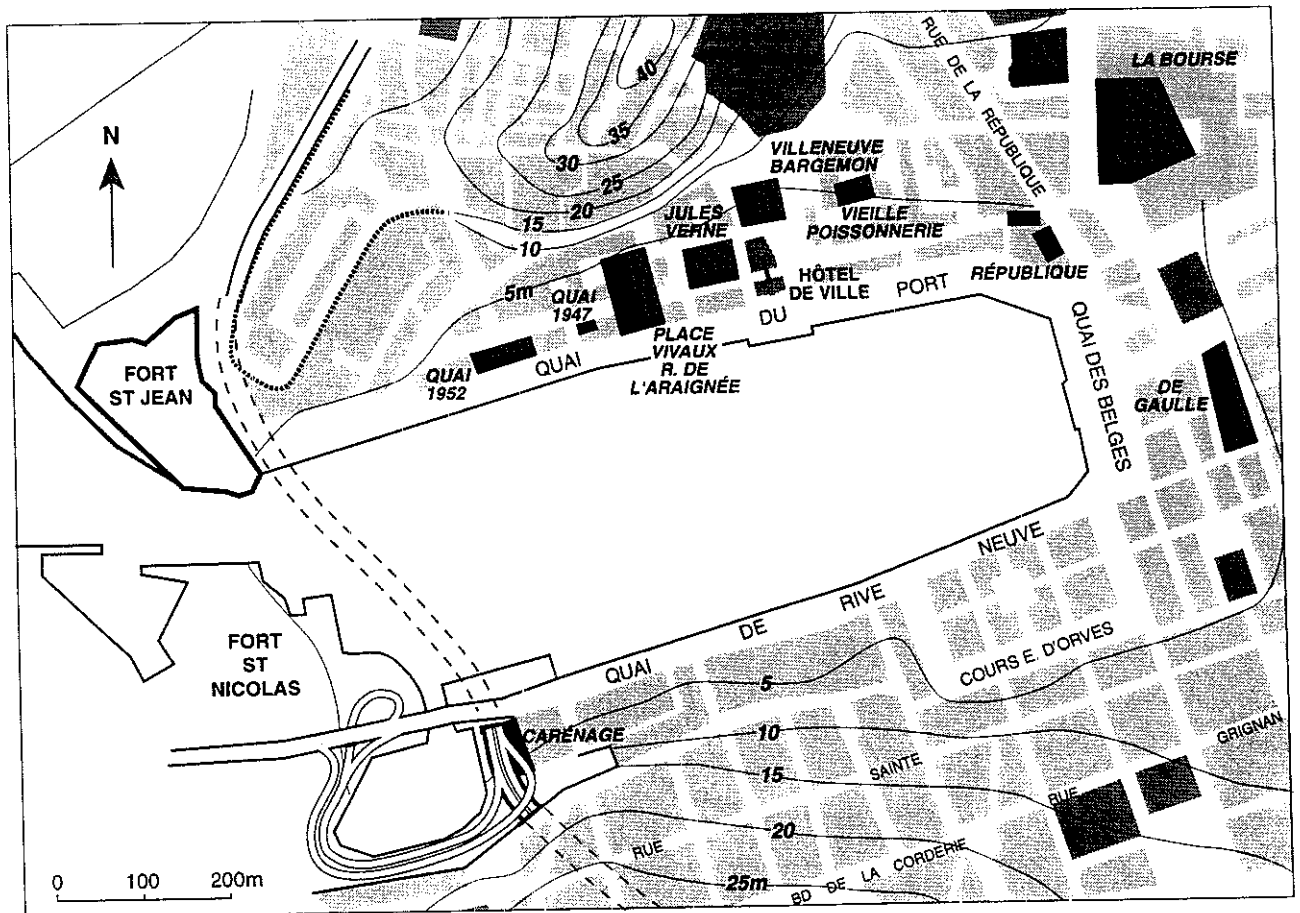 N
LA BOURSE
RUE DE LA RÉPUBLIQUE
40
35
30
25
20
15
10
5m
VILLENEUVE
BARGEMON
JULES
VERNE
VIEILLE
POISSONNERIE
HÔTEL
DE VILLE
RÉPUBLIQUE
QUAI
1947
QUAI
1952
PLACE
VIVAUX
R. DE
L'ARAIGNÉE
QUAI DU PORT
QUAI DES BELGES
DE
GAULLE
FORT
ST JEAN
FORT
ST
NICOLAS
QUAI DE RIVE NEUVE
COURS E. D'ORVES
CARÉNAGE
5
10
15
20
25m
RUE SAINTE
RUE GRIGNAN
BD DE LA CORDERIE
0 100 200m